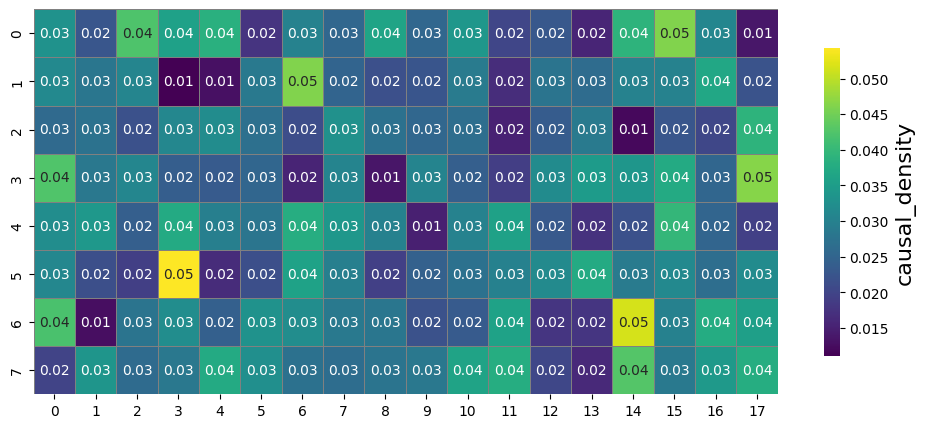 0 0.03 0.02 0.04 0.04 0.04 0.02 0.03 0.03 0.04 0.03 0.03 0.02 0.02 0.02 0.04 0.05 0.03 0.01
1 0.03 0.03 0.03 0.01 0.01 0.03 0.05 0.02 0.02 0.02 0.03 0.02 0.03 0.03 0.03 0.03 0.04 0.02
2 0.03 0.03 0.02 0.03 0.03 0.03 0.02 0.03 0.03 0.03 0.03 0.02 0.02 0.03 0.01 0.02 0.02 0.04
3 0.04 0.03 0.03 0.02 0.02 0.03 0.02 0.03 0.01 0.03 0.02 0.02 0.03 0.03 0.03 0.04 0.03 0.05
4 0.03 0.03 0.02 0.04 0.03 0.03 0.04 0.03 0.03 0.01 0.03 0.04 0.02 0.02 0.02 0.04 0.02 0.02
5 0.03 0.02 0.02 0.05 0.02 0.02 0.04 0.03 0.02 0.02 0.03 0.03 0.03 0.04 0.03 0.03 0.03 0.03
6 0.04 0.01 0.03 0.03 0.02 0.03 0.03 0.03 0.03 0.02 0.02 0.04 0.02 0.02 0.05 0.03 0.04 0.04
7 0.02 0.03 0.03 0.03 0.04 0.03 0.03 0.03 0.03 0.03 0.04 0.04 0.02 0.02 0.04 0.03 0.03 0.04
0 1 2 3 4 5 6 7 8 9 10 11 12 13 14 15 16 17
0.050
0.045
0.040
0.035
0.030
0.025
0.020
0.015
causal_density